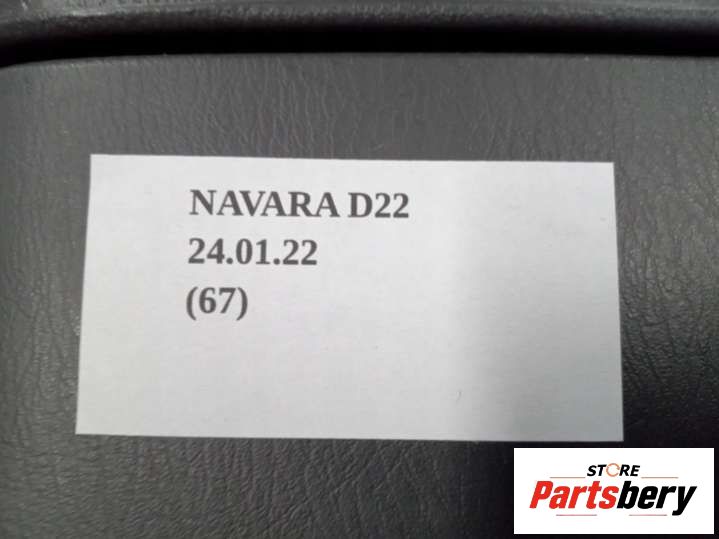 NAVARA D22
24.01.22
(67)
STORE
Partsbery